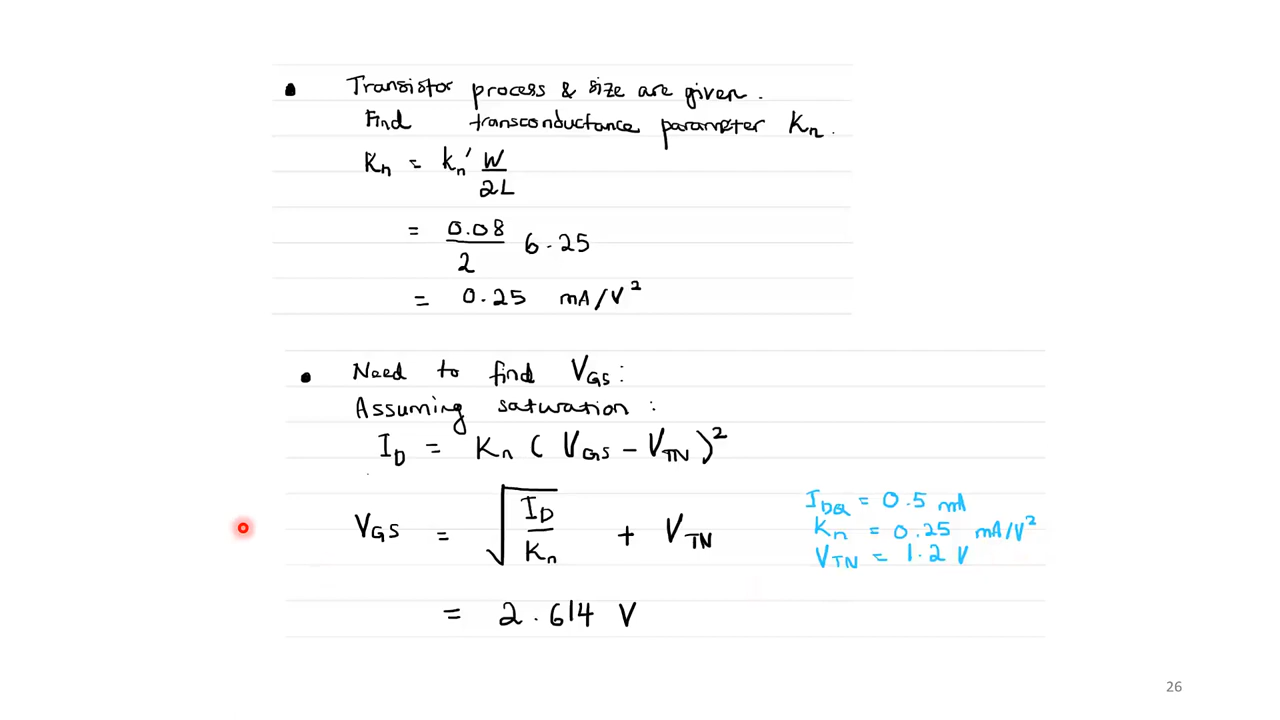 • Transistor process & size are given.
Find transconductance parameter Kn.
Kn = kn' W/2L
= 0.08/2 6.25
= 0.25 mA/V²
• Need to find VGS:
Assuming saturation:
ID = Kn (VGS - VTN)²
VGS = √(ID/Kn) + VTN
IDQ = 0.5 mA
Kn = 0.25 mA/V²
VTN = 1.2 V
= 2.614 V
26